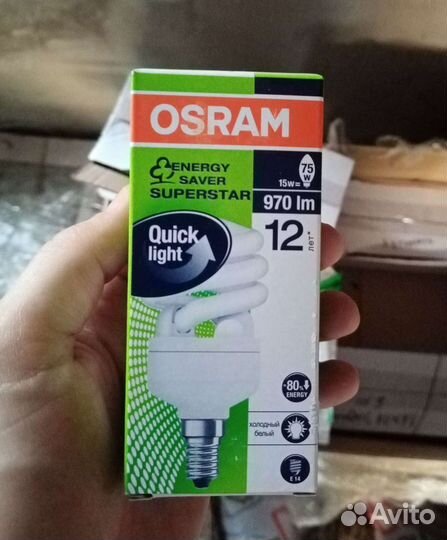 OSRAM
ENERGY
SAVER
SUPERSTAR
15w=
75
W
970 lm
12
лет*
Quick
light
-80%
ENERGY
холодный
белый
E 14
Avito